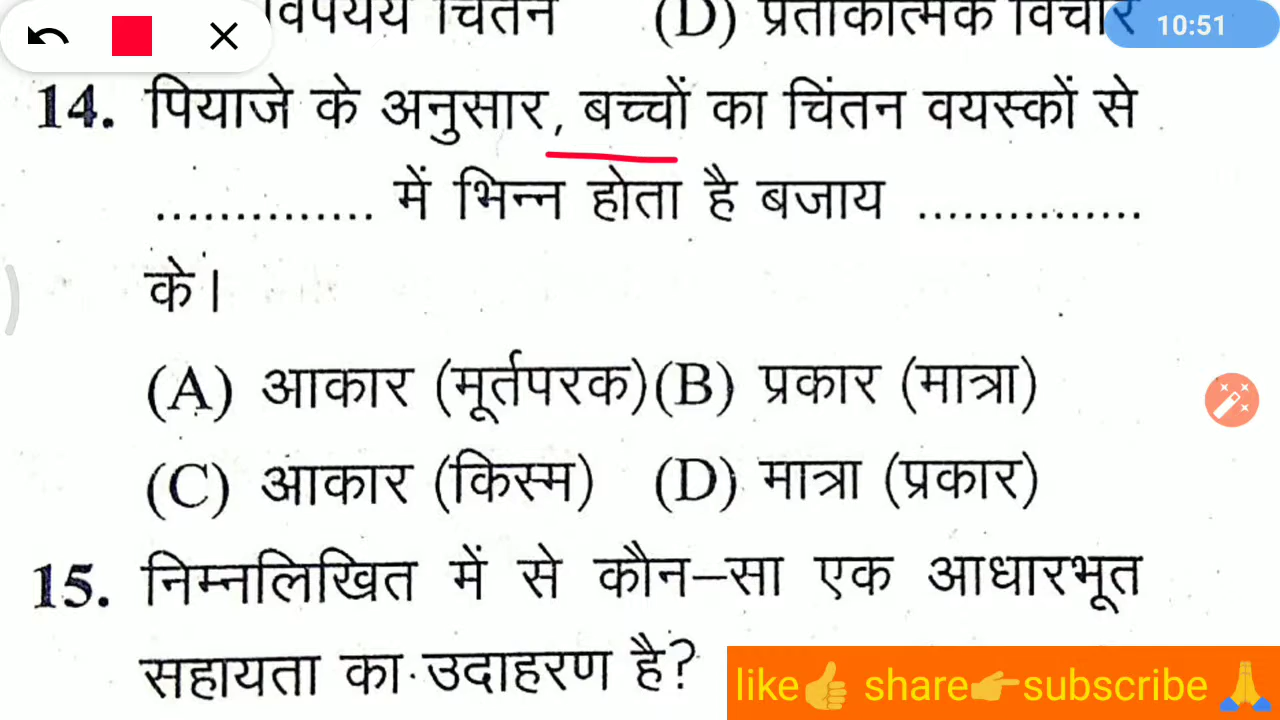 विपर्यय चिंतन (D) प्रतीकात्मक विचार
10:51
14. पियाजे के अनुसार, बच्चों का चिंतन वयस्कों से
.............. में भिन्न होता है बजाय ...............
के।
(A) आकार (मूर्तपरक) (B) प्रकार (मात्रा)
(C) आकार (किस्म) (D) मात्रा (प्रकार)
15. निम्नलिखित में से कौन–सा एक आधारभूत
सहायता का उदाहरण है?
like👍 share👉subscribe 🙏